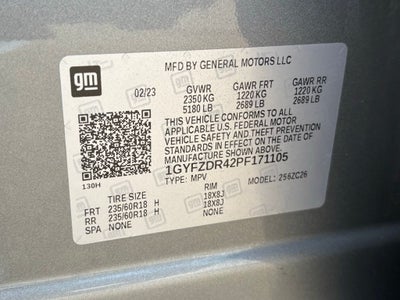 gm
MFD BY GENERAL MOTORS LLC
02/23 GVWR GAWR FRT GAWR RR
2350 KG 1220 KG 1220 KG
5180 LB 2689 LB 2689 LB
THIS VEHICLE CONFORMS TO ALL APPLICABLE
U.S. FEDERAL MOTOR
VEHICLE SAFETY AND THEFT PREVENTION
STANDARDS IN EFFECT ON THE DATE OF
MANUFACTURE SHOWN ABOVE.
1GYFZDR42PF171105
130H
TYPE: MPV MODEL: 256ZC26
TIRE SIZE RIM
FRT 235/60R18 H 18X8J
RR 235/60R18 H 18X8J
SPA NONE NONE